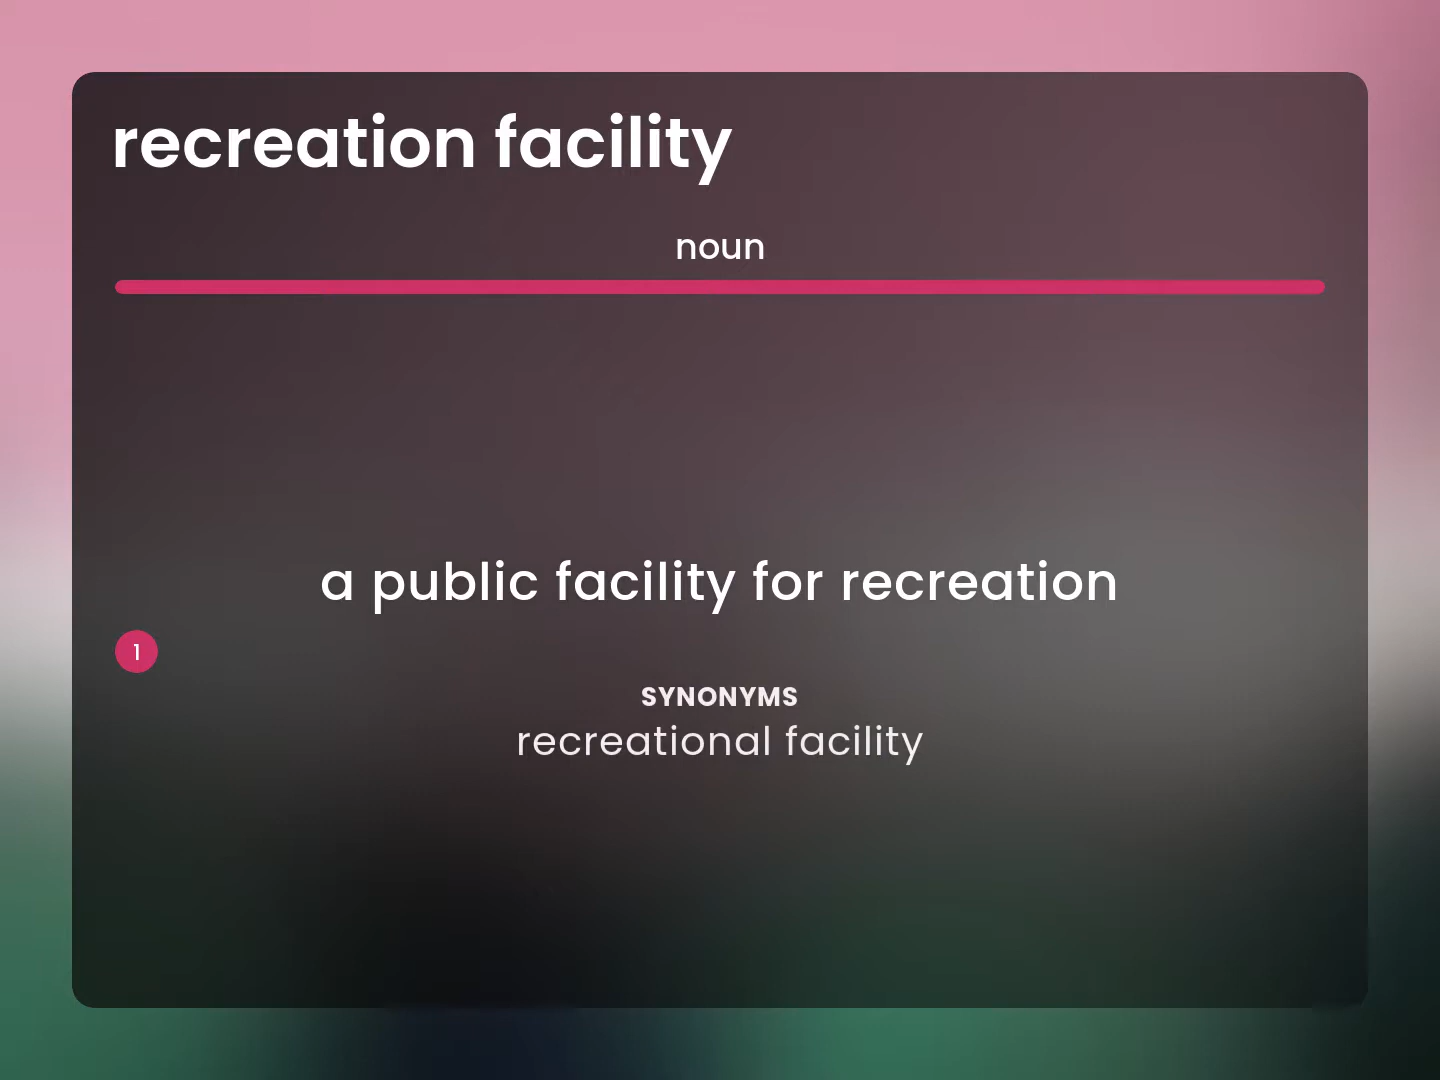 recreation facility
noun
a public facility for recreation
1
SYNONYMS
recreational facility